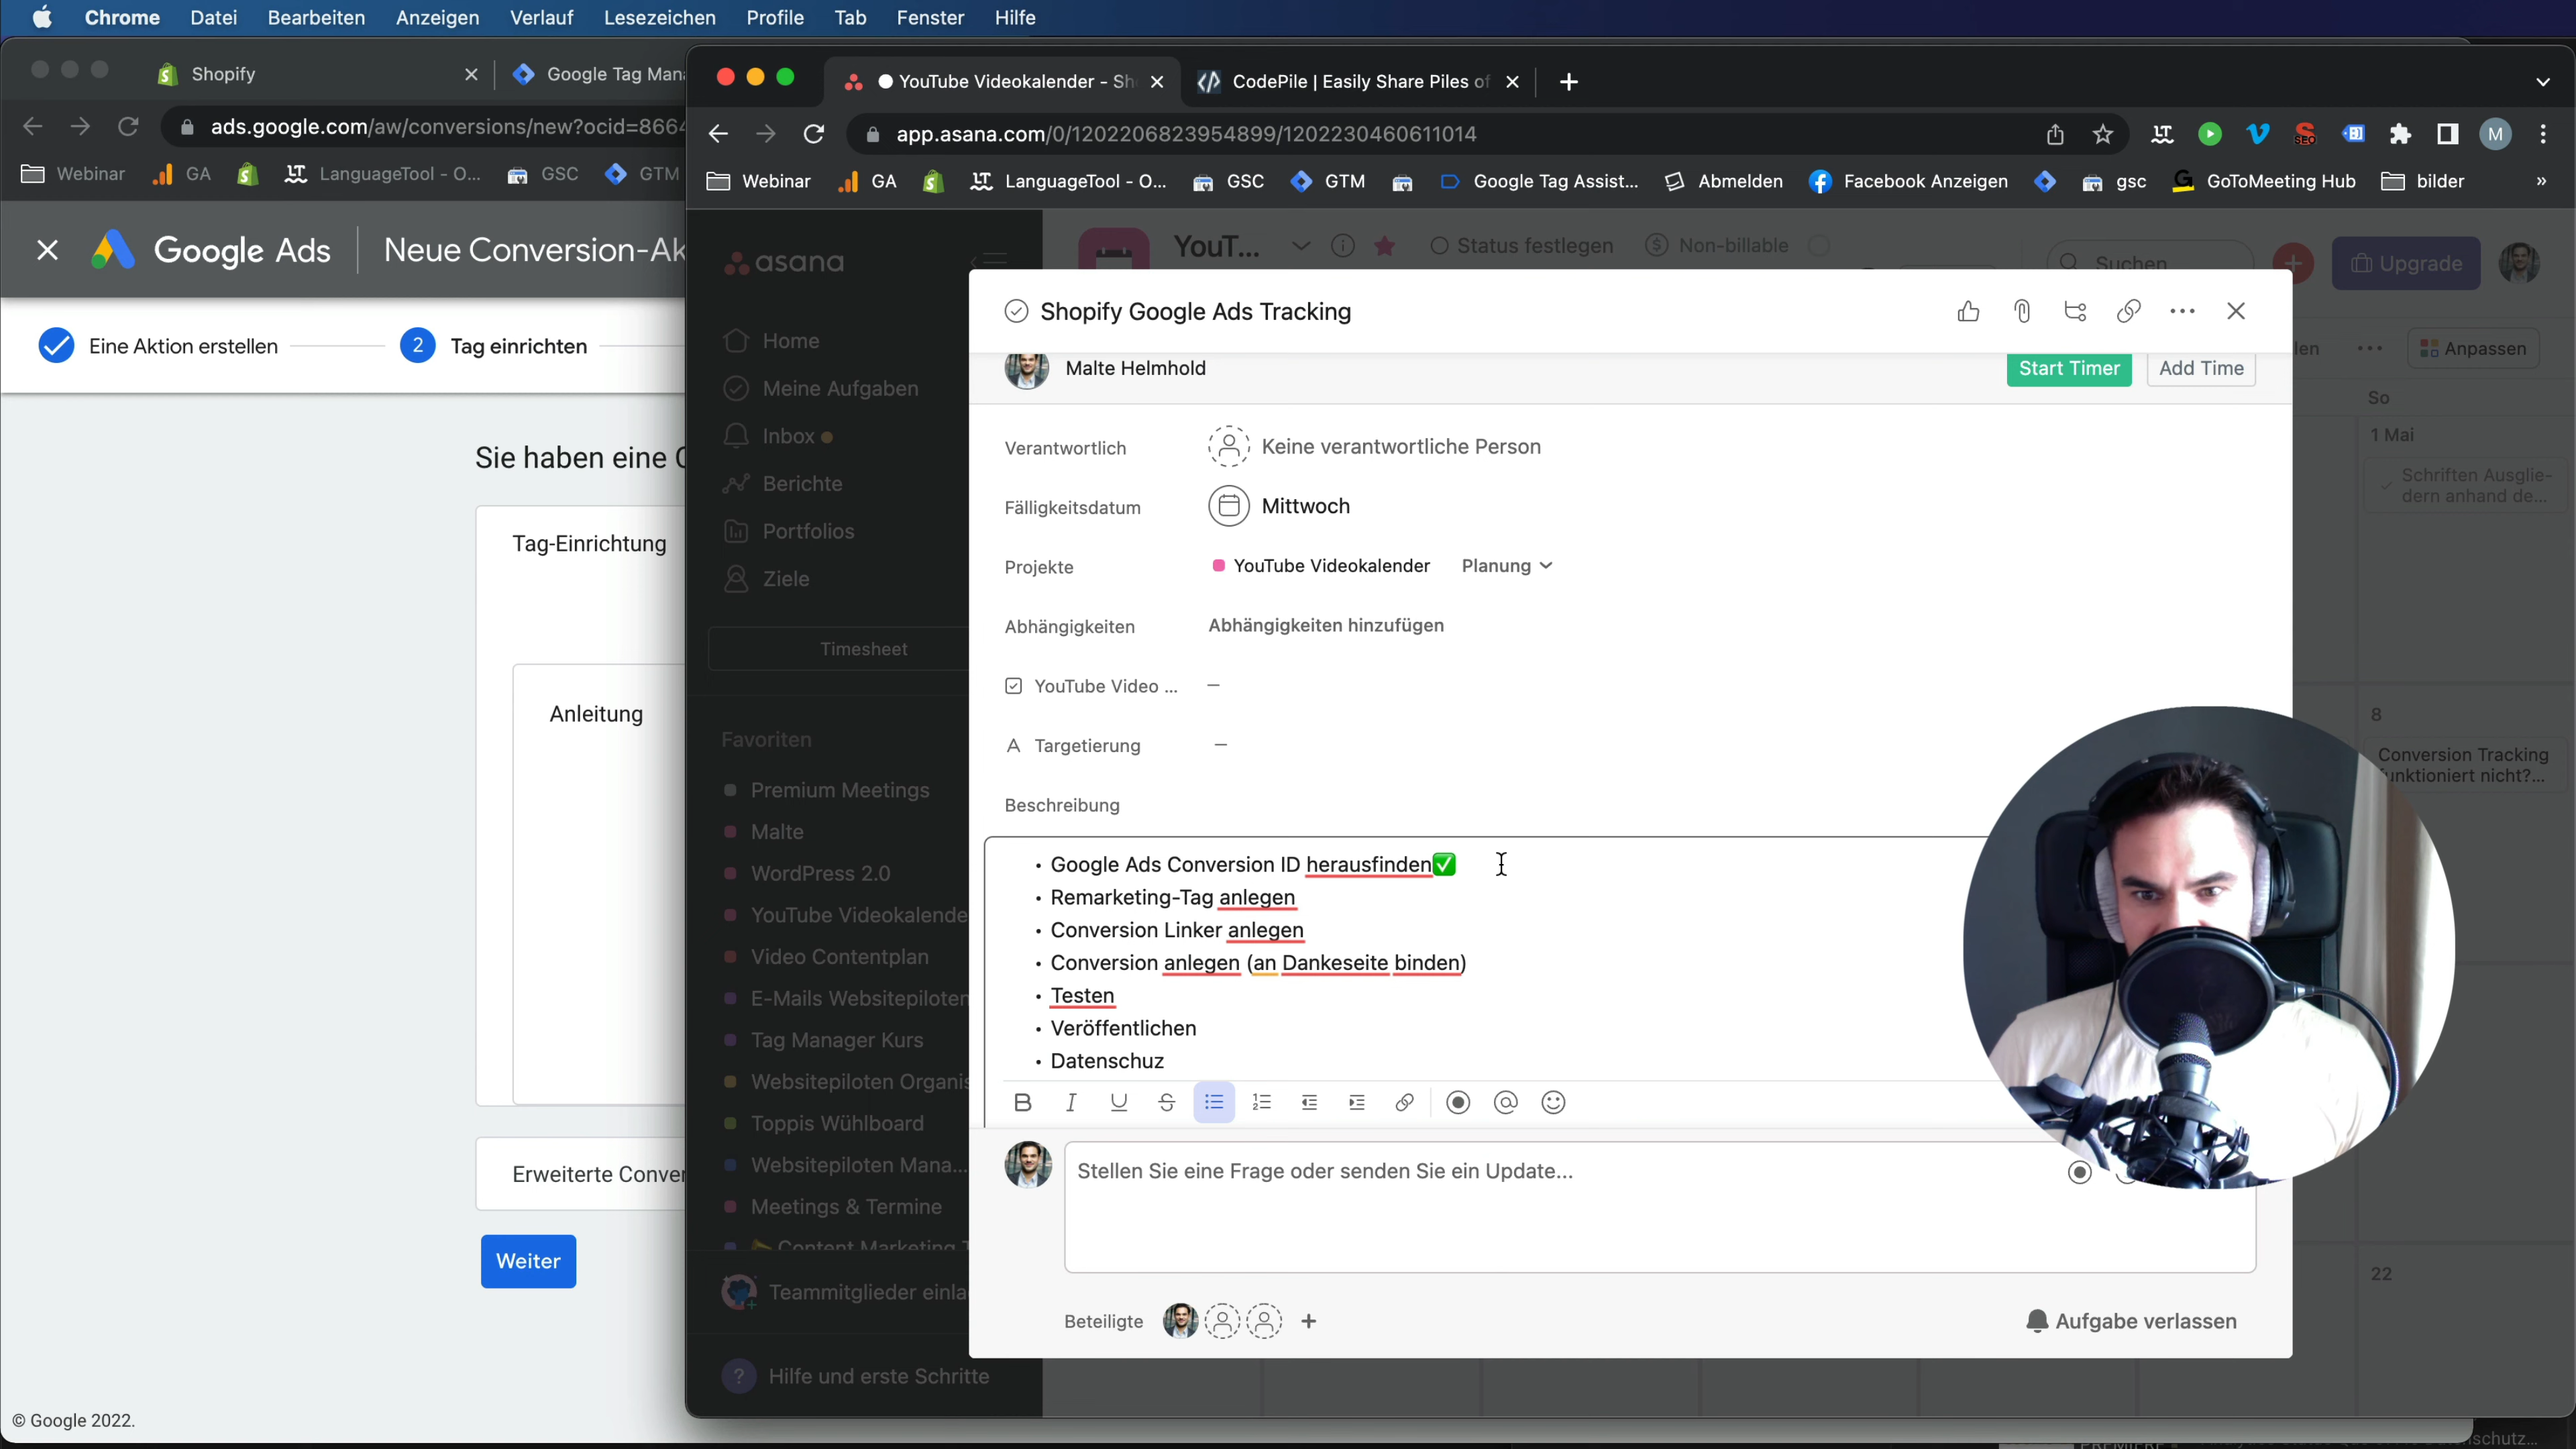 Chrome Datei Bearbeiten Anzeigen Verlauf Lesezeichen Profile Tab Fenster Hilfe
Shopify
Google Tag Mana
YouTube Videokalender - Sh
CodePile | Easily Share Piles of
ads.google.com/aw/conversions/new?ocid=8664
app.asana.com/0/1202206823954899/1202230460611014
Webinar GA LanguageTool - O... GSC GTM
Webinar GA LanguageTool - O... GSC GTM Google Tag Assist... Abmelden Facebook Anzeigen gsc GoToMeeting Hub bilder »
Google Ads
Neue Conversion-Ak
Eine Aktion erstellen
2 Tag einrichten
Sie haben eine C
Tag-Einrichtung
Anleitung
Erweiterte Conver
Weiter
© Google 2022.
asana
Home
Meine Aufgaben
Inbox
Berichte
Portfolios
Ziele
Timesheet
Favoriten
Premium Meetings
Malte
WordPress 2.0
YouTube Videokalende
Video Contentplan
E-Mails Websitepiloten
Tag Manager Kurs
Websitepiloten Organis
Toppis Wühlboard
Websitepiloten Mana...
Meetings & Termine
Content Marketing T
Teammitglieder einla
Hilfe und erste Schritte
YouT...
Status festlegen
Non-billable
Suchen
Upgrade
Shopify Google Ads Tracking
Malte Helmhold
Start Timer
Add Time
Verantwortlich Keine verantwortliche Person
Fälligkeitsdatum Mittwoch
Projekte YouTube Videokalender Planung
Abhängigkeiten Abhängigkeiten hinzufügen
YouTube Video ... —
Targetierung —
Beschreibung
• Google Ads Conversion ID herausfinden✅
• Remarketing-Tag anlegen
• Conversion Linker anlegen
• Conversion anlegen (an Dankeseite binden)
• Testen
• Veröffentlichen
• Datenschuz
Stellen Sie eine Frage oder senden Sie ein Update...
Beteiligte
Aufgabe verlassen
len
Anpassen
So
1 Mai
Schriften Ausglie-
dern anhand de...
8
Conversion Tracking
unktioniert nicht?...
22